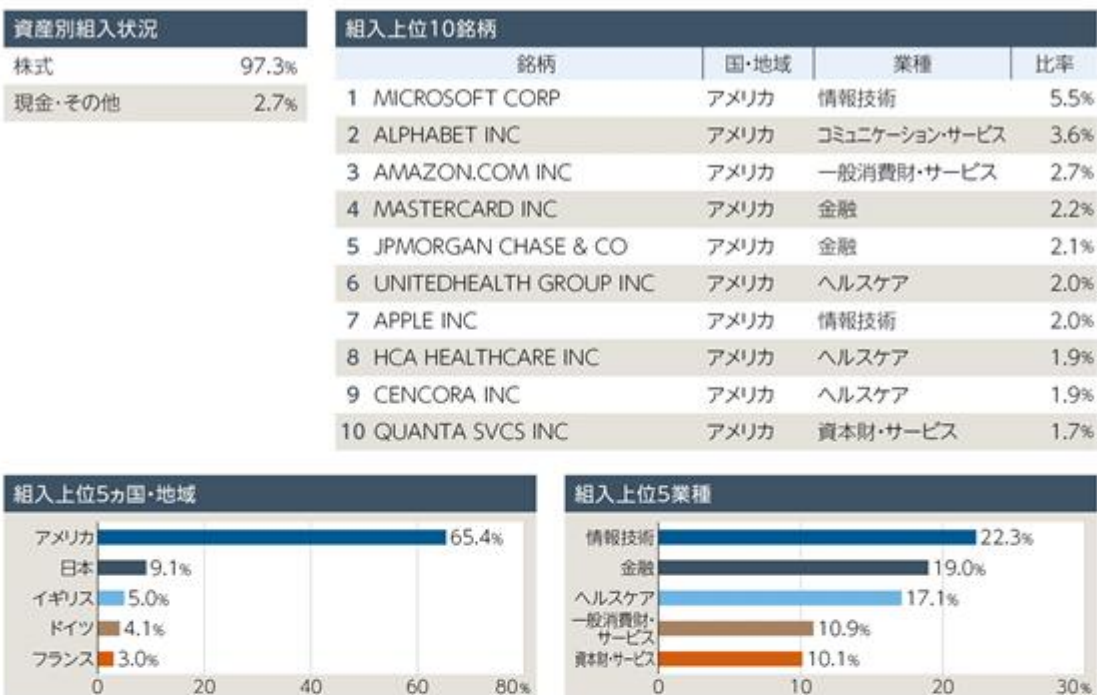 資産別組入状況
株式 97.3%
現金・その他 2.7%
組入上位10銘柄
銘柄 国・地域 業種 比率
1 MICROSOFT CORP アメリカ 情報技術 5.5%
2 ALPHABET INC アメリカ コミュニケーション・サービス 3.6%
3 AMAZON.COM INC アメリカ 一般消費財・サービス 2.7%
4 MASTERCARD INC アメリカ 金融 2.2%
5 JPMORGAN CHASE & CO アメリカ 金融 2.1%
6 UNITEDHEALTH GROUP INC アメリカ ヘルスケア 2.0%
7 APPLE INC アメリカ 情報技術 2.0%
8 HCA HEALTHCARE INC アメリカ ヘルスケア 1.9%
9 CENCORA INC アメリカ ヘルスケア 1.9%
10 QUANTA SVCS INC アメリカ 資本財・サービス 1.7%
組入上位5ヵ国・地域
アメリカ 65.4%
日本 9.1%
イギリス 5.0%
ドイツ 4.1%
フランス 3.0%
0 20 40 60 80%
組入上位5業種
情報技術 22.3%
金融 19.0%
ヘルスケア 17.1%
一般消費財・
サービス 10.9%
資本財・サービス 10.1%
0 10 20 30%